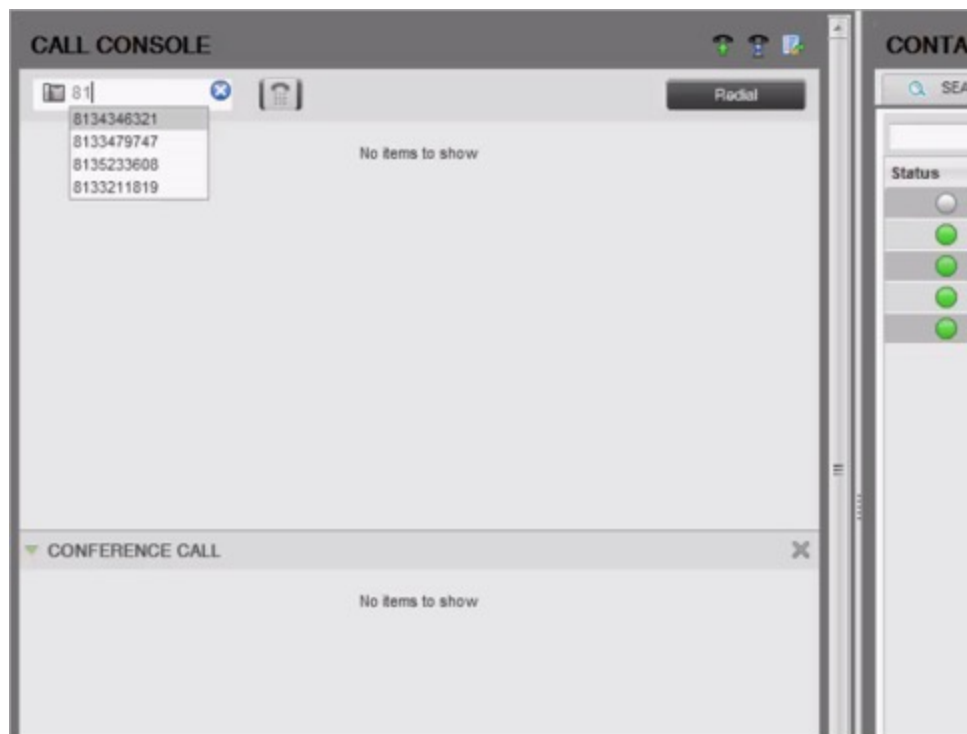 CALL CONSOLE
81
Redial
8134346321
8133479747
8135233608
8133211819
No items to show
CONFERENCE CALL
No items to show
CONTA
SEA
Status